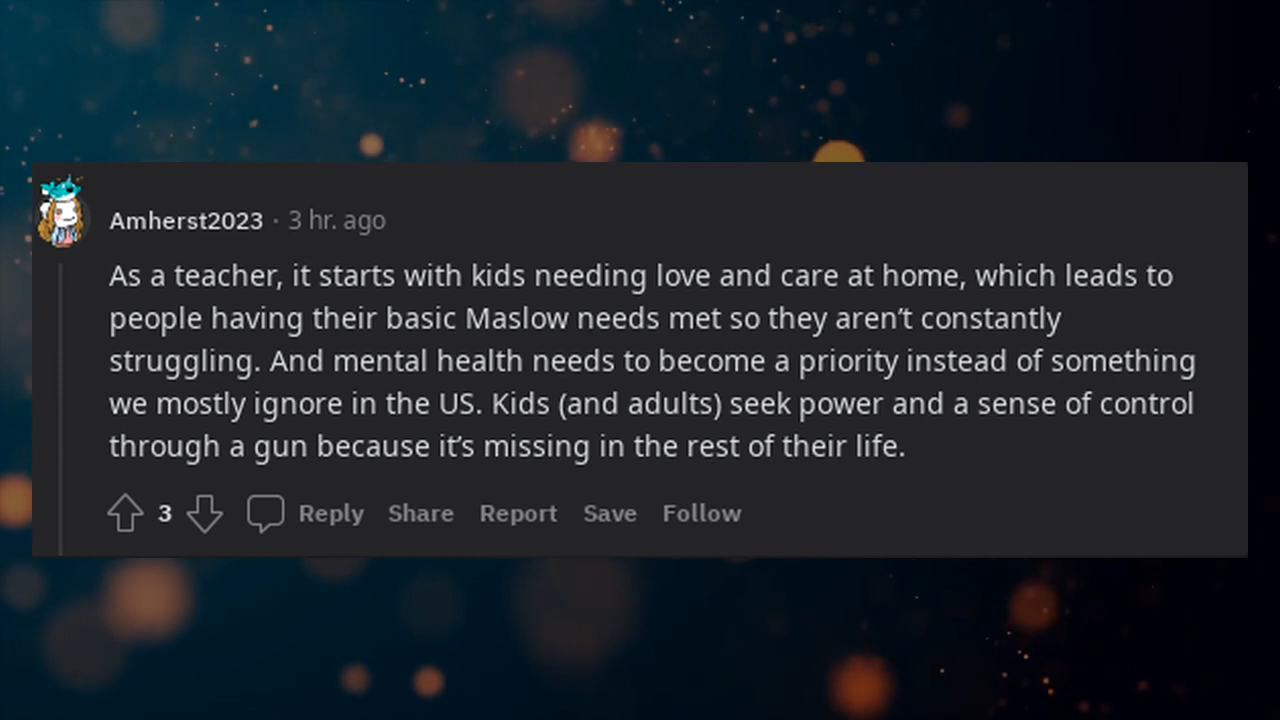 Amherst2023 · 3 hr. ago
As a teacher, it starts with kids needing love and care at home, which leads to
people having their basic Maslow needs met so they aren’t constantly
struggling. And mental health needs to become a priority instead of something
we mostly ignore in the US. Kids (and adults) seek power and a sense of control
through a gun because it’s missing in the rest of their life.
3 Reply Share Report Save Follow